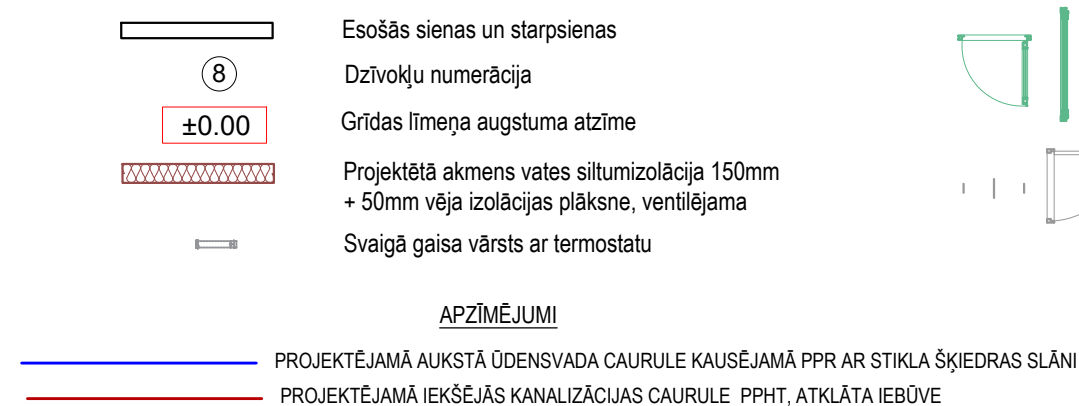 Esošās sienas un starpsienas
8 Dzīvokļu numerācija
±0.00 Grīdas līmeņa augstuma atzīme
Projektētā akmens vates siltumizolācija 150mm
+ 50mm vēja izolācijas plāksne, ventilējama
Svaigā gaisa vārsts ar termostatu
APZĪMĒJUMI
PROJEKTĒJAMĀ AUKSTĀ ŪDENSVADA CAURULE KAUSĒJAMĀ PPR AR STIKLA ŠĶIEDRAS SLĀNI
PROJEKTĒJAMĀ IEKŠĒJĀS KANALIZĀCIJAS CAURULE PPHT, ATKLĀTA IEBŪVE